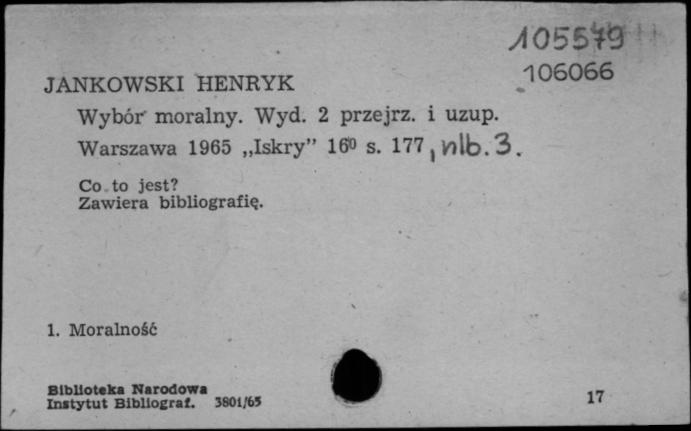 105579
106066
JANKOWSKI HENRYK
Wybór moralny. Wyd. 2 przejrz. i uzup.
Warszawa 1965 „Iskry” 16⁰ s. 177, nlb. 3.
Co to jest?
Zawiera bibliografię.
1. Moralność
Biblioteka Narodowa
Instytut Bibliograf. 3801/65
17